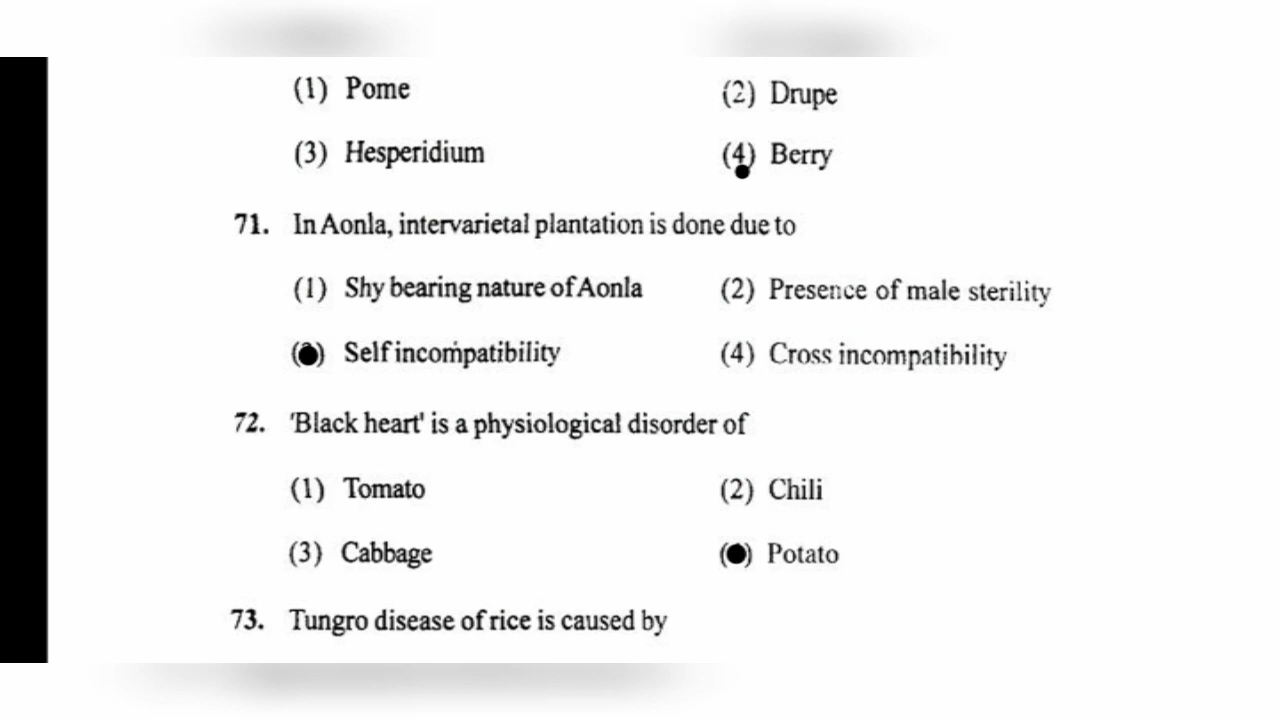 (1) Pome (2) Drupe
(3) Hesperidium (4) Berry
71. In Aonla, intervarietal plantation is done due to
(1) Shy bearing nature of Aonla (2) Presence of male sterility
( ) Self incompatibility (4) Cross incompatibility
72. 'Black heart' is a physiological disorder of
(1) Tomato (2) Chili
(3) Cabbage ( ) Potato
73. Tungro disease of rice is caused by